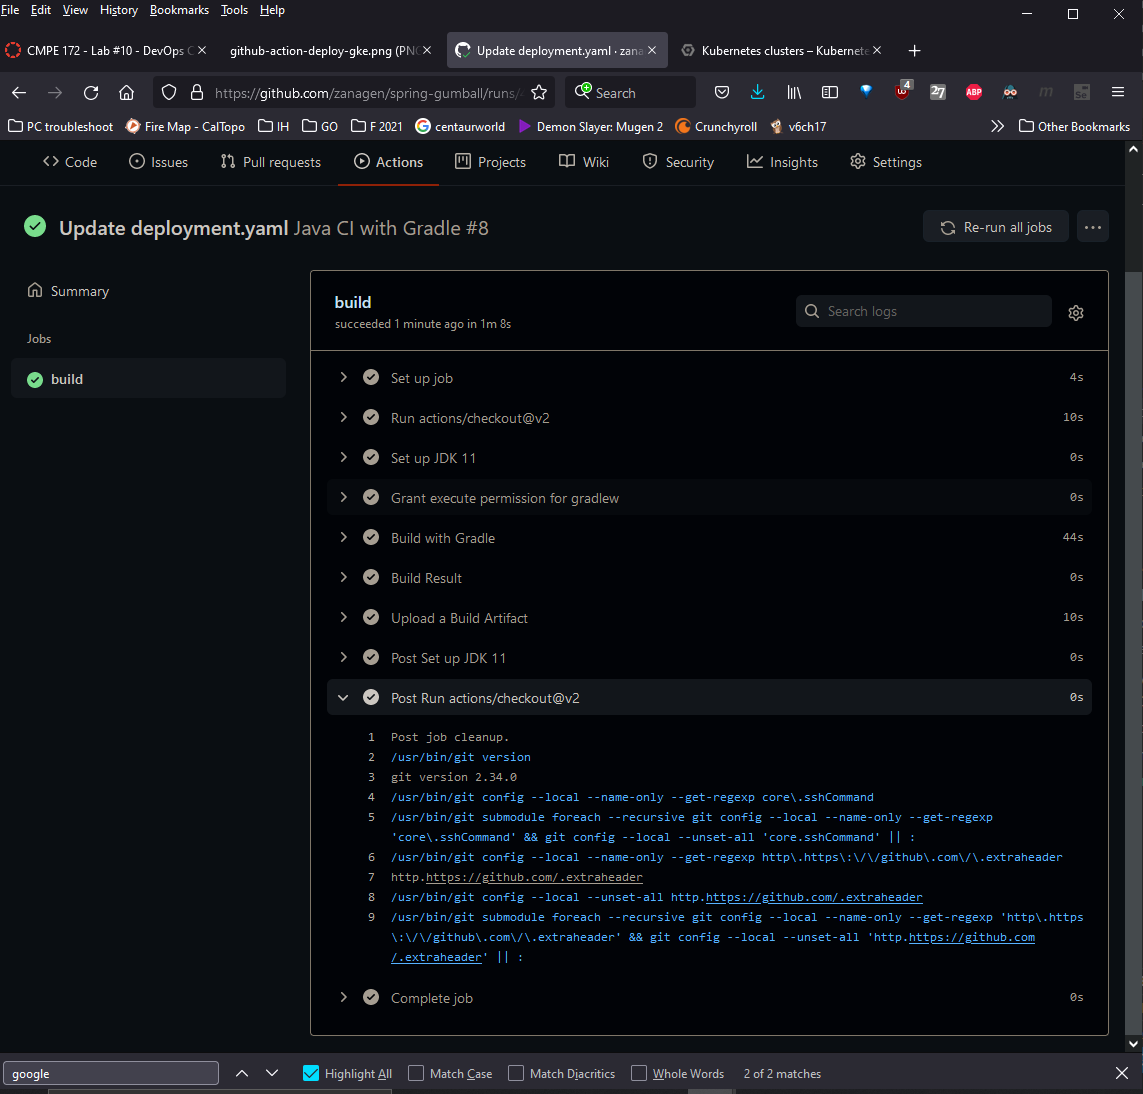 File Edit View History Bookmarks Tools Help
CMPE 172 - Lab #10 - DevOps C
github-action-deploy-gke.png (PNG
Update deployment.yaml · zana
Kubernetes clusters – Kubernete
https://github.com/zanagen/spring-gumball/runs/4
Search
4
27
ABP
PC troubleshoot
Fire Map - CalTopo
IH
GO
F 2021
centaurworld
Demon Slayer: Mugen 2
Crunchyroll
v6ch17
Other Bookmarks
Code
Issues
Pull requests
Actions
Projects
Wiki
Security
Insights
Settings
Update deployment.yaml Java CI with Gradle #8
Re-run all jobs
Summary
Jobs
build
build
succeeded 1 minute ago in 1m 8s
Search logs
Set up job 4s
Run actions/checkout@v2 10s
Set up JDK 11 0s
Grant execute permission for gradlew 0s
Build with Gradle 44s
Build Result 0s
Upload a Build Artifact 10s
Post Set up JDK 11 0s
Post Run actions/checkout@v2 0s
1 Post job cleanup.
2 /usr/bin/git version
3 git version 2.34.0
4 /usr/bin/git config --local --name-only --get-regexp core\.sshCommand
5 /usr/bin/git submodule foreach --recursive git config --local --name-only --get-regexp
'core\.sshCommand' && git config --local --unset-all 'core.sshCommand' || :
6 /usr/bin/git config --local --name-only --get-regexp http\.https\:\/\/github\.com\/\.extraheader
7 http.https://github.com/.extraheader
8 /usr/bin/git config --local --unset-all http.https://github.com/.extraheader
9 /usr/bin/git submodule foreach --recursive git config --local --name-only --get-regexp 'http\.https
\:\/\/github\.com\/\.extraheader' && git config --local --unset-all 'http.https://github.com
/.extraheader' || :
Complete job 0s
google
Highlight All
Match Case
Match Diacritics
Whole Words
2 of 2 matches